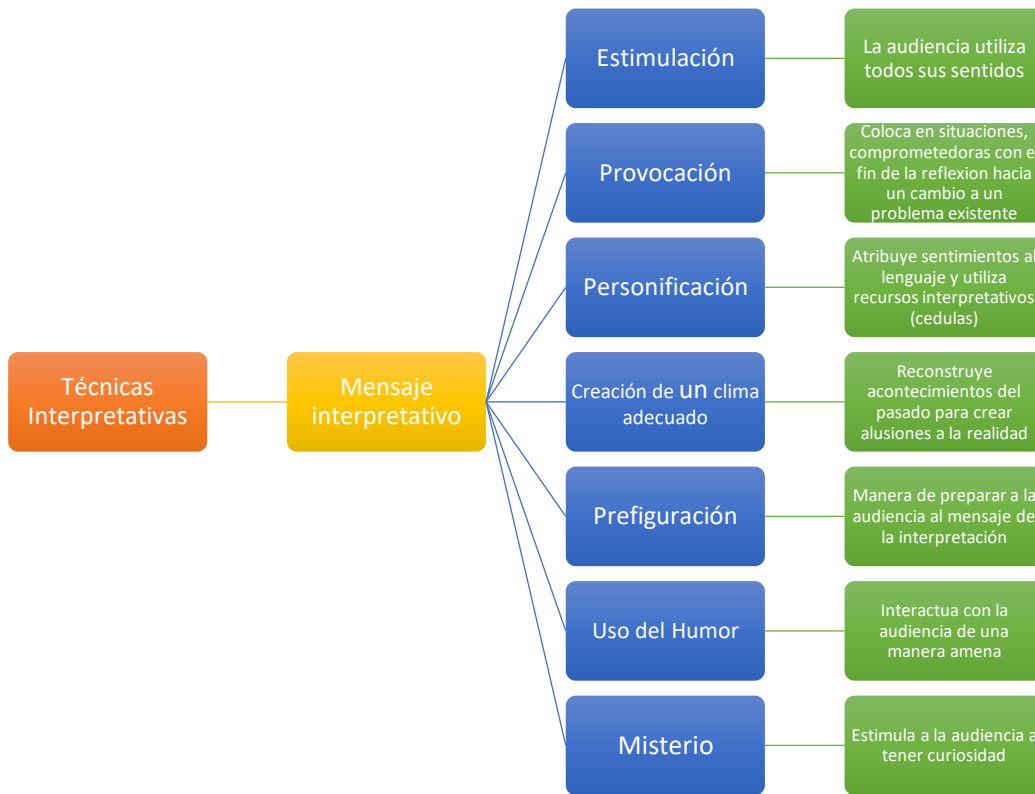 Técnicas
Interpretativas
Mensaje
interpretativo
Estimulación
La audiencia utiliza
todos sus sentidos
Provocación
Coloca en situaciones,
comprometedoras con el
fin de la reflexion hacia
un cambio a un
problema existente
Personificación
Atribuye sentimientos al
lenguaje y utiliza
recursos interpretativos
(cedulas)
Creación de un clima
adecuado
Reconstruye
acontecimientos del
pasado para crear
alusiones a la realidad
Prefiguración
Manera de preparar a la
audiencia al mensaje de
la interpretación
Uso del Humor
Interactua con la
audiencia de una
manera amena
Misterio
Estimula a la audiencia a
tener curiosidad